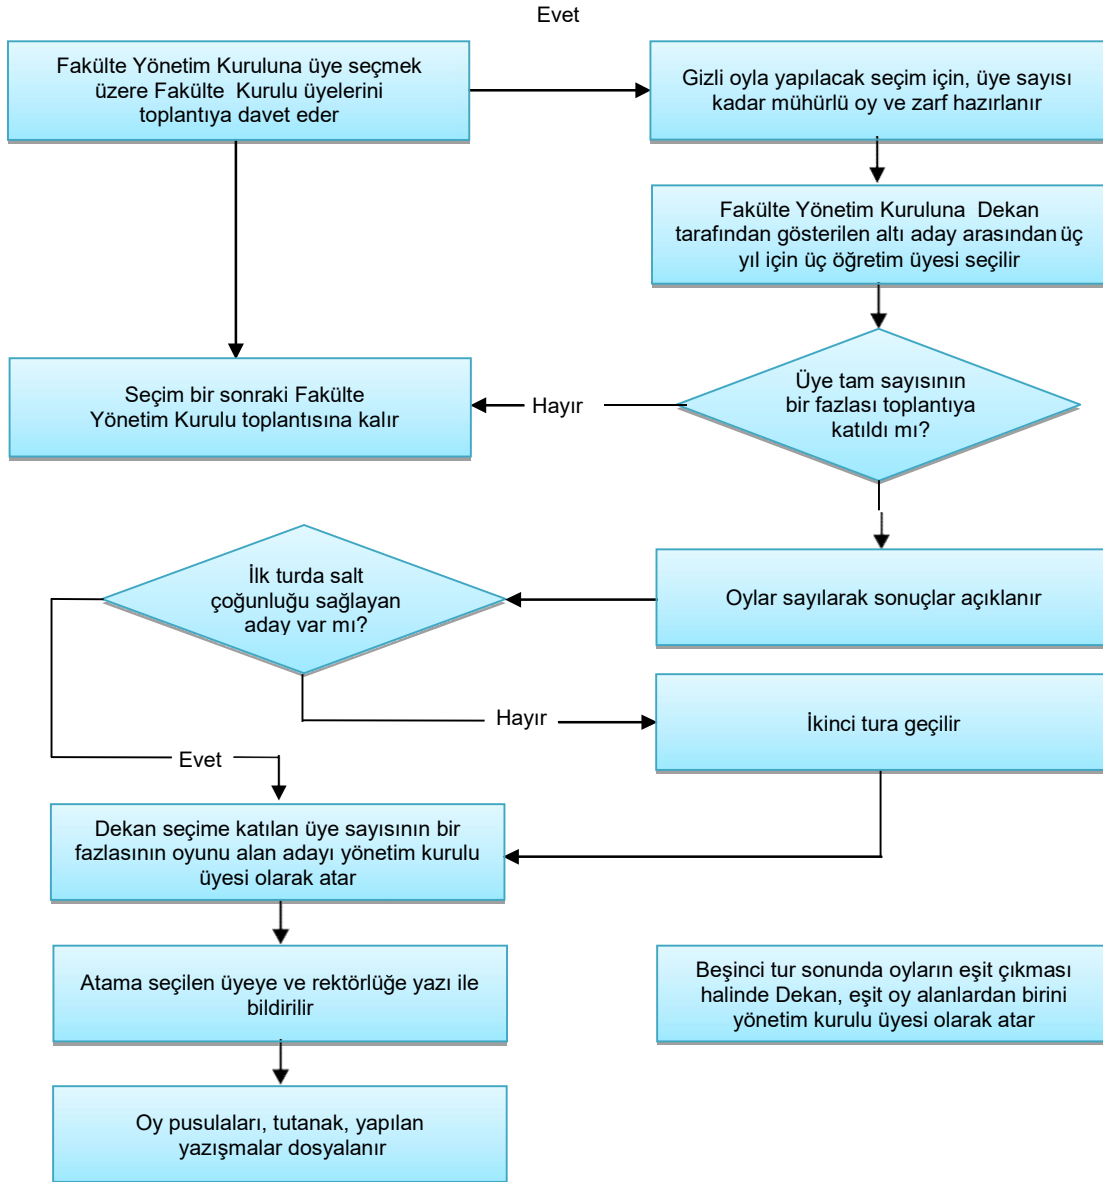 Evet
Fakülte Yönetim Kuruluna üye seçmek
üzere Fakülte Kurulu üyelerini
toplantıya davet eder
Gizli oyla yapılacak seçim için, üye sayısı
kadar mühürlü oy ve zarf hazırlanır
Fakülte Yönetim Kuruluna Dekan
tarafından gösterilen altı aday arasından üç
yıl için üç öğretim üyesi seçilir
Üye tam sayısının
bir fazlası toplantıya
katıldı mı?
Hayır
Seçim bir sonraki Fakülte
Yönetim Kurulu toplantısına kalır
Oylar sayılarak sonuçlar açıklanır
İlk turda salt
çoğunluğu sağlayan
aday var mı?
Hayır
İkinci tura geçilir
Evet
Dekan seçime katılan üye sayısının bir
fazlasının oyunu alan adayı yönetim kurulu
üyesi olarak atar
Atama seçilen üyeye ve rektörlüğe yazı ile
bildirilir
Beşinci tur sonunda oyların eşit çıkması
halinde Dekan, eşit oy alanlardan birini
yönetim kurulu üyesi olarak atar
Oy pusulaları, tutanak, yapılan
yazışmalar dosyalanır